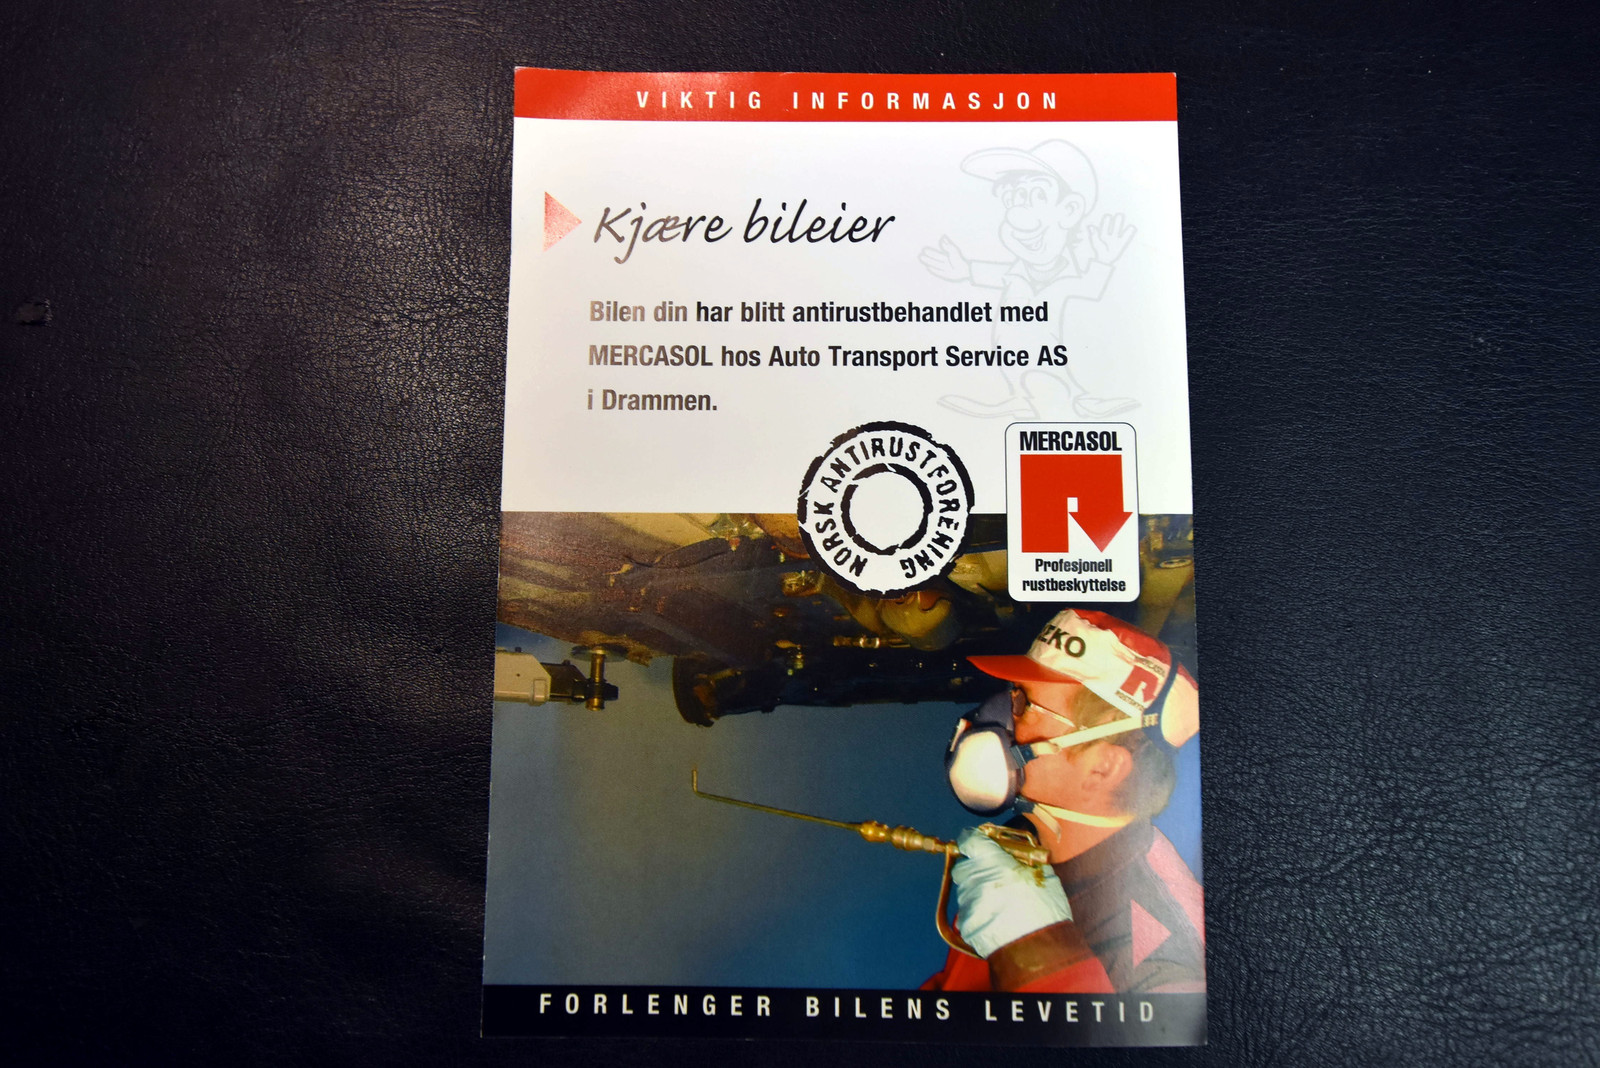 VIKTIG INFORMASJON
Kjære bileier
Bilen din har blitt antirustbehandlet med
MERCASOL hos Auto Transport Service AS
i Drammen.
NORSK ANTIRUSTFORENING
MERCASOL
Profesjonell
rustbeskyttelse
EKO
FORLENGER BILENS LEVETID